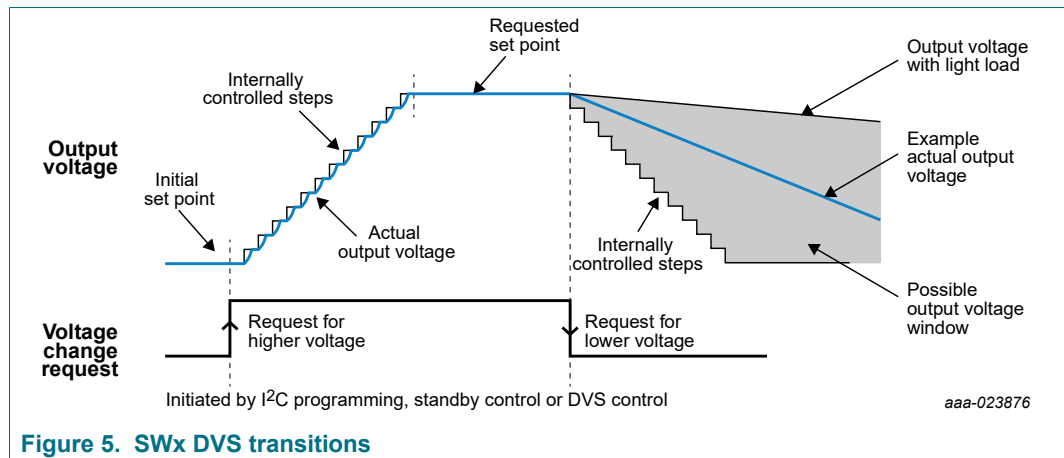 Requested
set point
Output voltage
with light load
Internally
controlled steps
Output
voltage
Example
actual output
voltage
Initial
set point
Actual
output voltage
Internally
controlled steps
Possible
output voltage
window
Voltage
change
request
Request for
higher voltage
Request for
lower voltage
Initiated by I2C programming, standby control or DVS control
aaa-023876
Figure 5. SWx DVS transitions